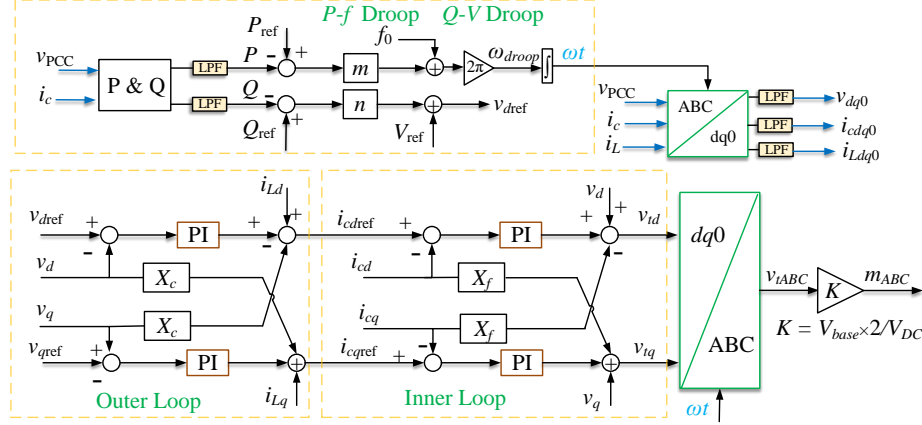 P-f Droop Q-V Droop
P_ref
f_0
v_PCC
P
-
+
LPF
m
+
2π
ω_droop
∫
ωt
P & Q
i_c
LPF
Q
-
+
n
+
v_dref
Q_ref
V_ref
v_PCC
i_c
i_L
ABC
dq0
LPF
v_dq0
LPF
i_cdq0
LPF
i_Ldq0
i_Ld
v_dref
+
-
PI
+
+
-
i_cdref
v_d
X_c
v_q
X_c
v_qref
+
-
PI
+
i_cqref
i_Lq
Outer Loop
v_d
+
-
PI
+
+
-
v_td
i_cd
X_f
i_cq
X_f
+
-
PI
+
v_tq
v_q
Inner Loop
dq0
ABC
ωt
v_tABC
K
m_ABC
K = V_base×2/V_DC